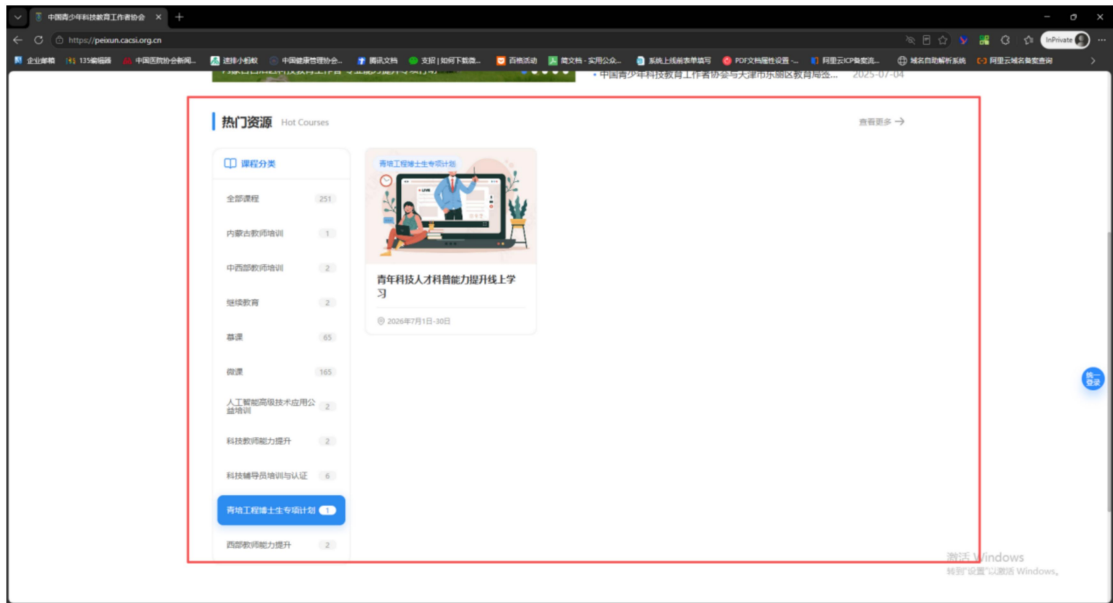 中国青少年科技教育工作者协会
https://peixun.cacsi.org.cn
InPrivate
企业邮箱 135编辑器 中国医院协会新闻... 速排小蚂蚁 中国健康管理协会... 腾讯文档 支招 | 如何下载微... 百格活动 简文档 - 实用公众... 系统上线前表单填写 PDF文档属性设置 -... 阿里云ICP备案流... 域名自助解析系统 阿里云域名备案查询
中国青少年科技教育工作者协会与天津市东丽区教育局签... 2025-07-04
热门资源 Hot Courses 查看更多
课程分类
全部课程 251
内蒙古教师培训 1
中西部教师培训 2
继续教育 2
慕课 65
微课 165
人工智能高级技术应用公益培训 2
科技教师能力提升 2
科技辅导员培训与认证 6
青培工程博士生专项计划 1
西部教师能力提升 2
青培工程博士生专项计划
LIVE
青年科技人才科普能力提升线上学
习
2026年7月1日-30日
统一
登录
激活 Windows
转到"设置"以激活 Windows。